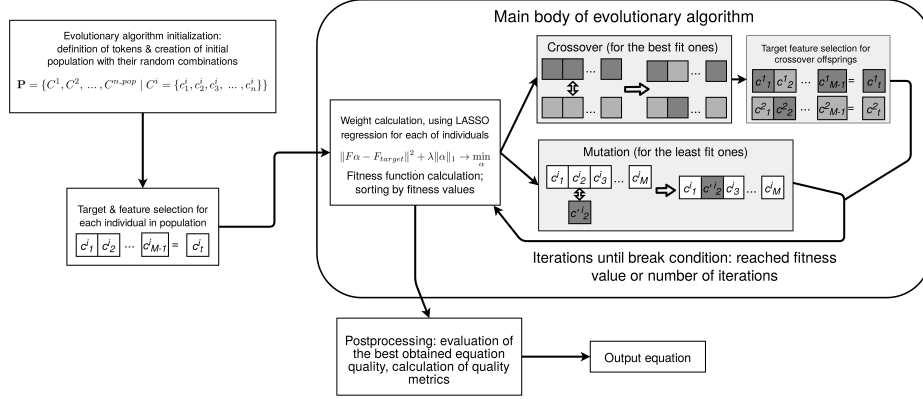 Evolutionary algorithm initialization:
definition of tokens & creation of initial
population with their random combinations
P = {C^1, C^2, ..., C^{n_pop} | C^i = {c^i_1, c^i_2, c^i_3, ..., c^i_n}}
Target & feature selection for
each individual in population
c^i_1 c^i_2 ... c^i_{M-1} = c^i_t
Main body of evolutionary algorithm
Weight calculation, using LASSO
regression for each of individuals
‖Fα − F_{target}‖^2 + λ‖α‖_1 → min_α
Fitness function calculation;
sorting by fitness values
Crossover (for the best fit ones)
... ...
... ...
Target feature selection for
crossover offsprings
c^1_1 c^1_2 ... c^1_{M-1} = c^1_t
c^2_1 c^2_2 ... c^2_{M-1} = c^2_t
Mutation (for the least fit ones)
c^i_1 c^i_2 c^i_3 ... c^i_M
c'^i_2
c^i_1 c'^i_2 c^i_3 ... c^i_M
Iterations until break condition: reached fitness
value or number of iterations
Postprocessing: evaluation of
the best obtained equation
quality, calculation of quality
metrics
Output equation